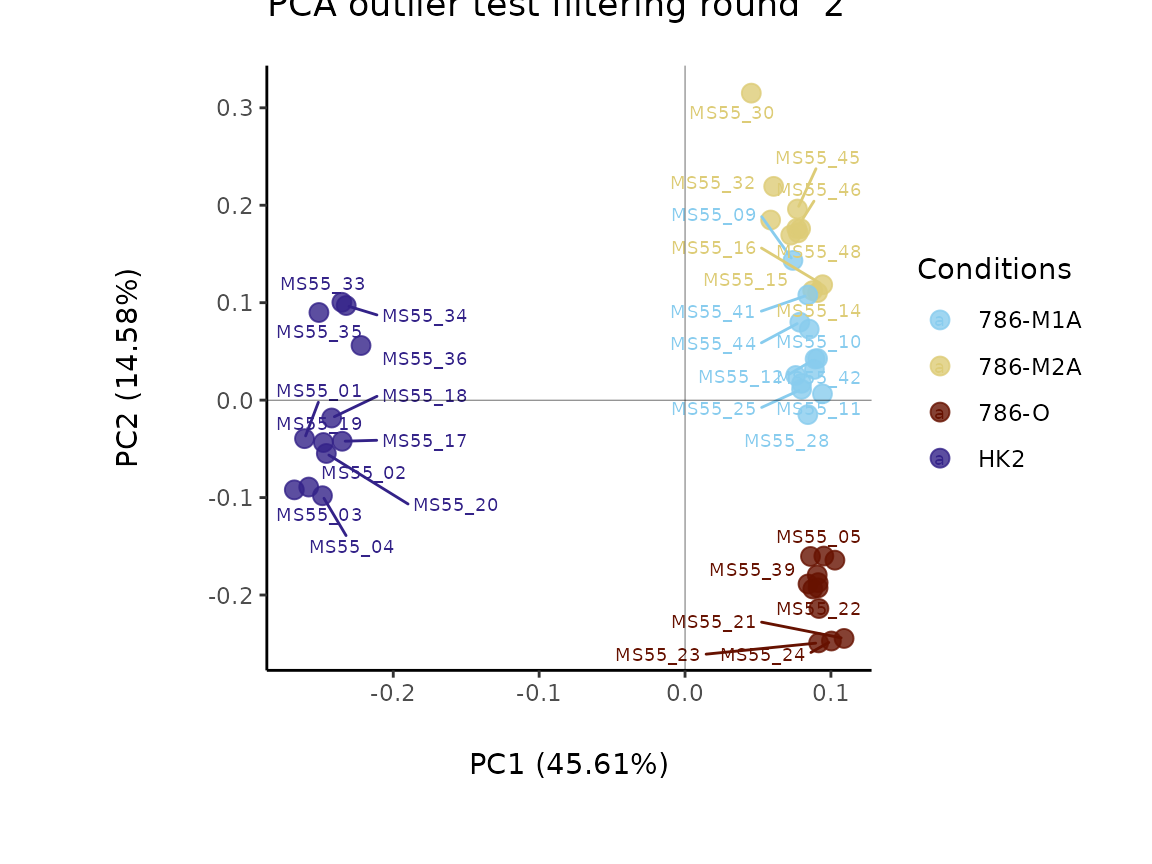 PCA outlier test filtering round 2
0.3
0.2
0.1
0.0
-0.1
-0.2
PC2 (14.58%)
MS55_30
MS55_45
MS55_32
MS55_46
MS55_09
MS55_16
MS55_48
MS55_15
MS55_33
MS55_34
MS55_41
MS55_14
MS55_35
MS55_44
MS55_10
MS55_36
MS55_12
MS55_42
MS55_01
MS55_18
MS55_25
MS55_11
MS55_19
MS55_17
MS55_28
MS55_02
MS55_20
MS55_03
MS55_04
MS55_05
MS55_39
MS55_22
MS55_21
MS55_23
MS55_24
-0.2
-0.1
0.0
0.1
PC1 (45.61%)
Conditions
a 786-M1A
a 786-M2A
a 786-O
a HK2